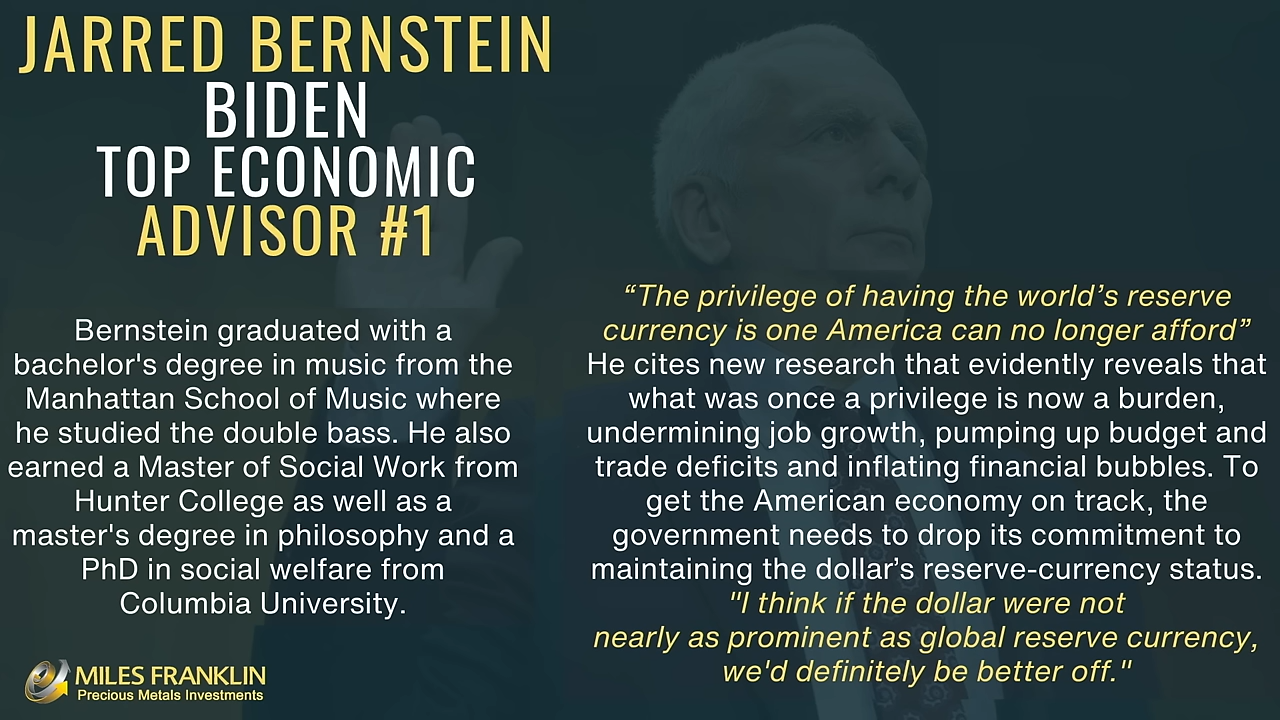 JARRED BERNSTEIN
BIDEN
TOP ECONOMIC
ADVISOR #1
Bernstein graduated with a
bachelor's degree in music from the
Manhattan School of Music where
he studied the double bass. He also
earned a Master of Social Work from
Hunter College as well as a
master's degree in philosophy and a
PhD in social welfare from
Columbia University.
“The privilege of having the world’s reserve
currency is one America can no longer afford”
He cites new research that evidently reveals that
what was once a privilege is now a burden,
undermining job growth, pumping up budget and
trade deficits and inflating financial bubbles. To
get the American economy on track, the
government needs to drop its commitment to
maintaining the dollar’s reserve-currency status.
"I think if the dollar were not
nearly as prominent as global reserve currency,
we'd definitely be better off."
MILES FRANKLIN
Precious Metals Investments